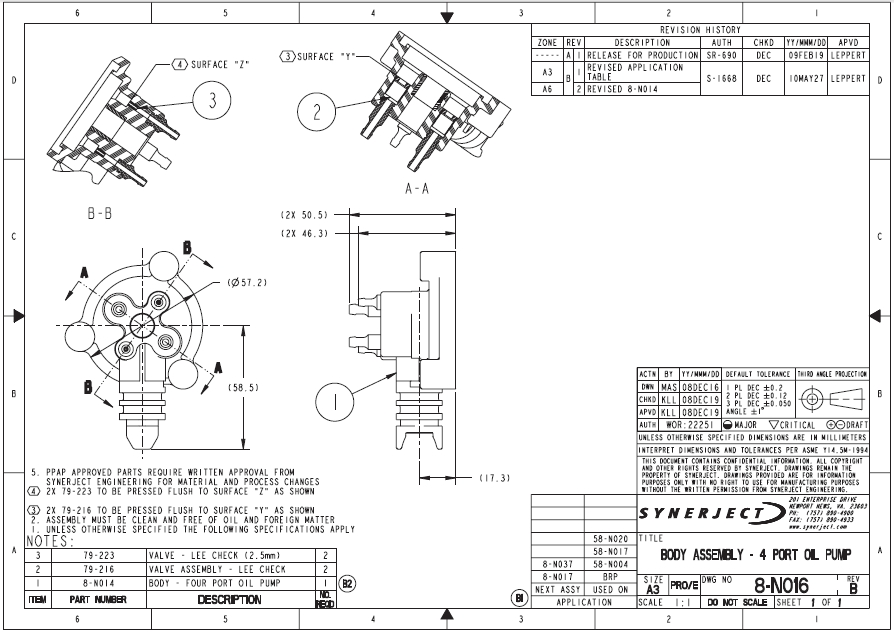 6 5 4 3 2 1
D
C
B
A
4 SURFACE "Z"
3
B-B
3 SURFACE "Y"
2
A-A
REVISION HISTORY
ZONE REV DESCRIPTION AUTH CHKD YY/MMM/DD APVD
----- A 1 RELEASE FOR PRODUCTION SR-690 DEC 09FEB19 LEPPERT
A3 B 1 REVISED APPLICATION TABLE S-1668 DEC 10MAY27 LEPPERT
A6 2 REVISED 8-N014
D
C
B
A
(2X 50.5)
(2X 46.3)
B
A
(Ø57.2)
A
B
(58.5)
1
(17.3)
ACTN BY YY/MMM/DD DEFAULT TOLERANCE THIRD ANGLE PROJECTION
DWN MAS 08DEC16 1 PL DEC ±0.2
2 PL DEC ±0.12
CHKD KLL 08DEC19 3 PL DEC ±0.050
APVD KLL 08DEC19 ANGLE ±1°
AUTH WOR:22251 MAJOR CRITICAL DRAFT
UNLESS OTHERWISE SPECIFIED DIMENSIONS ARE IN MILLIMETERS
INTERPRET DIMENSIONS AND TOLERANCES PER ASME Y14.5M-1994
THIS DOCUMENT CONTAINS CONFIDENTIAL INFORMATION. ALL COPYRIGHT
AND OTHER RIGHTS RESERVED BY SYNERJECT. DRAWINGS REMAIN THE
PROPERTY OF SYNERJECT. DRAWINGS PROVIDED ARE FOR INFORMATION
PURPOSES ONLY WITH NO RIGHT TO USE FOR MANUFACTURING PURPOSES
WITHOUT THE WRITTEN PERMISSION FROM SYNERJECT ENGINEERING.
SYNERJECT
201 ENTERPRISE DRIVE
NEWPORT NEWS, VA. 23603
PH: (757) 890-4900
FAX: (757) 890-4933
www.synerject.com
TITLE
BODY ASSEMBLY - 4 PORT OIL PUMP
SIZE A3 PRO/E DWG NO 8-N016 REV B
SCALE 1:1 DO NOT SCALE SHEET 1 OF 1
58-N020
58-N017
8-N037 58-N004
8-N017 BRP
NEXT ASSY USED ON
APPLICATION
B1
5. PPAP APPROVED PARTS REQUIRE WRITTEN APPROVAL FROM
SYNERJECT ENGINEERING FOR MATERIAL AND PROCESS CHANGES
4 2X 79-223 TO BE PRESSED FLUSH TO SURFACE "Z" AS SHOWN
3 2X 79-216 TO BE PRESSED FLUSH TO SURFACE "Y" AS SHOWN
2. ASSEMBLY MUST BE CLEAN AND FREE OF OIL AND FOREIGN MATTER
1. UNLESS OTHERWISE SPECIFIED THE FOLLOWING SPECIFICATIONS APPLY
NOTES:
3 79-223 VALVE - LEE CHECK (2.5mm) 2
2 79-216 VALVE ASSEMBLY - LEE CHECK 2
1 8-N014 BODY - FOUR PORT OIL PUMP 1 B2
ITEM PART NUMBER DESCRIPTION NO. REQD
6 5 4 3 2 1